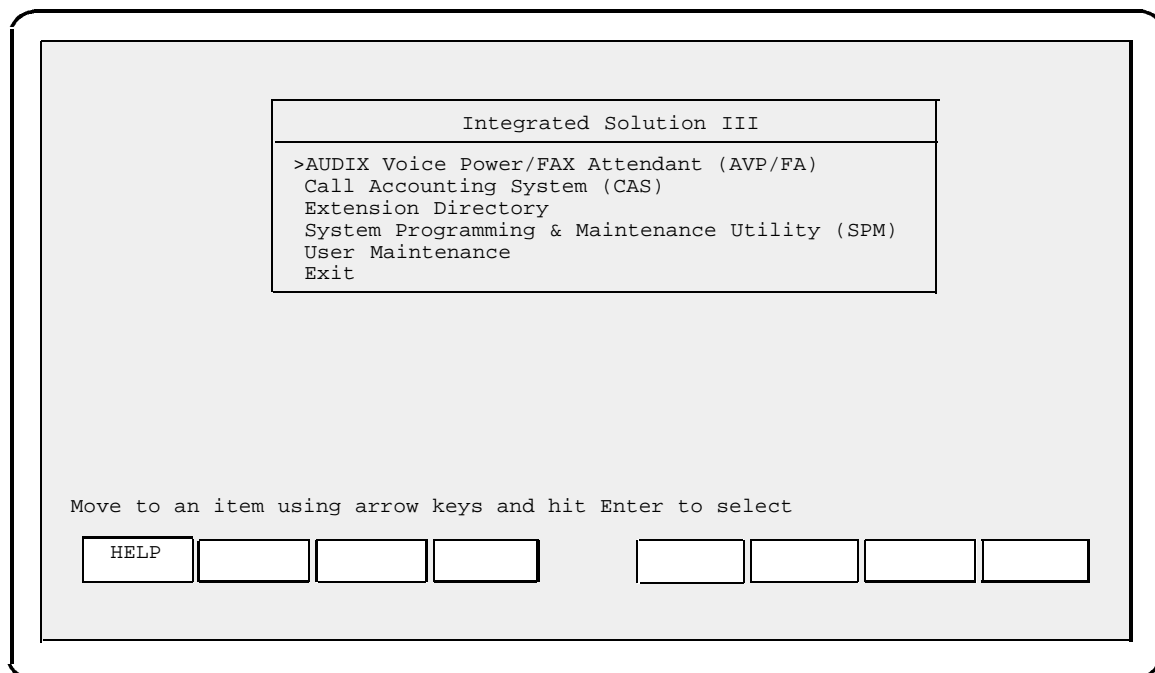 Integrated Solution III
>AUDIX Voice Power/FAX Attendant (AVP/FA)
Call Accounting System (CAS)
Extension Directory
System Programming & Maintenance Utility (SPM)
User Maintenance
Exit
Move to an item using arrow keys and hit Enter to select
HELP